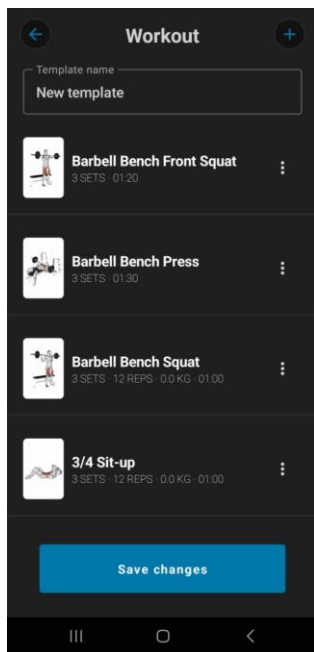 Workout
Template name
New template
Barbell Bench Front Squat
3 SETS · 01:20
Barbell Bench Press
3 SETS · 01:30
Barbell Bench Squat
3 SETS · 12 REPS · 0.0 KG · 01:00
3/4 Sit-up
3 SETS · 12 REPS · 0.0 KG · 01:00
Save changes